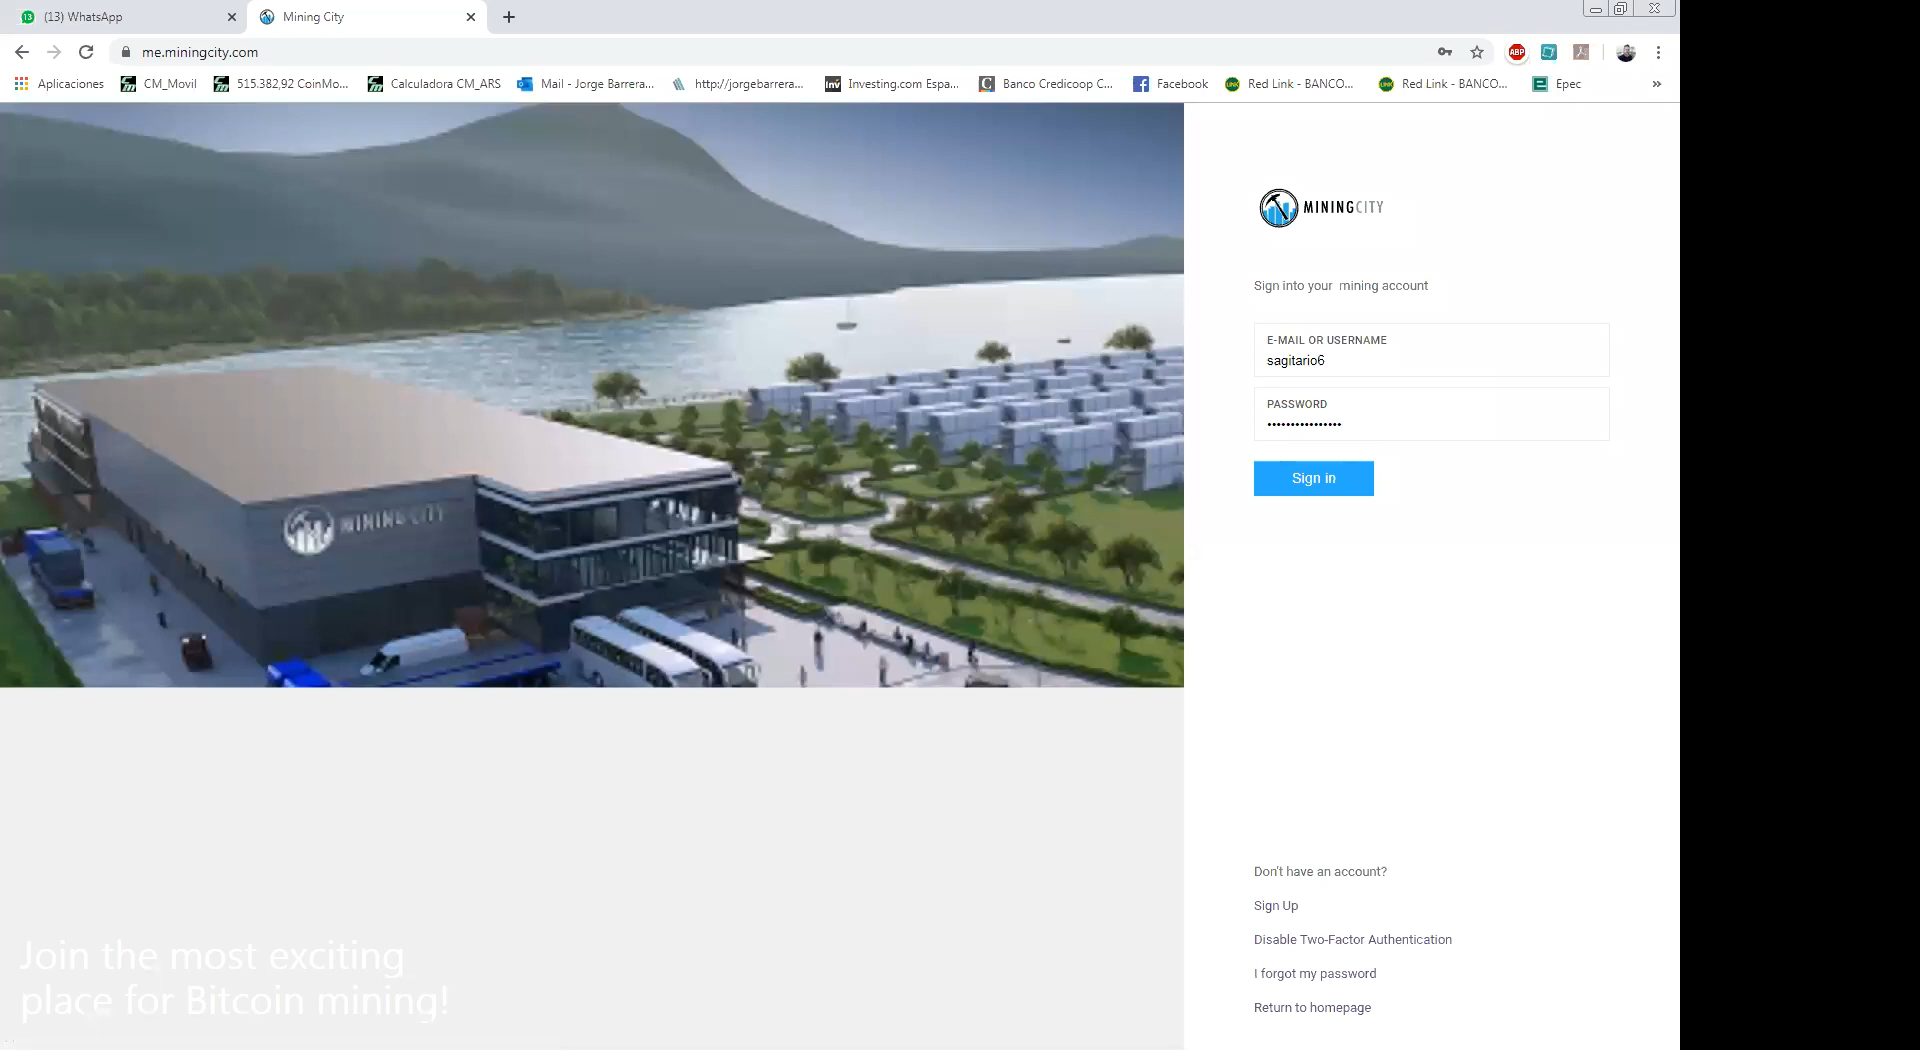 (13) WhatsApp
Mining City
me.miningcity.com
ABP
Aplicaciones
CM_Movil
515.382,92 CoinMo...
Calculadora CM_ARS
Mail - Jorge Barrera...
http://jorgebarrera...
Investing.com Espa...
Banco Credicoop C...
Facebook
Red Link - BANCO...
Red Link - BANCO...
Epec
MINING CITY
MININGCITY
Sign into your mining account
E-MAIL OR USERNAME
sagitario6
PASSWORD
••••••••••••••••
Sign in
Don't have an account?
Sign Up
Disable Two-Factor Authentication
I forgot my password
Return to homepage
Join the most exciting
place for Bitcoin mining!